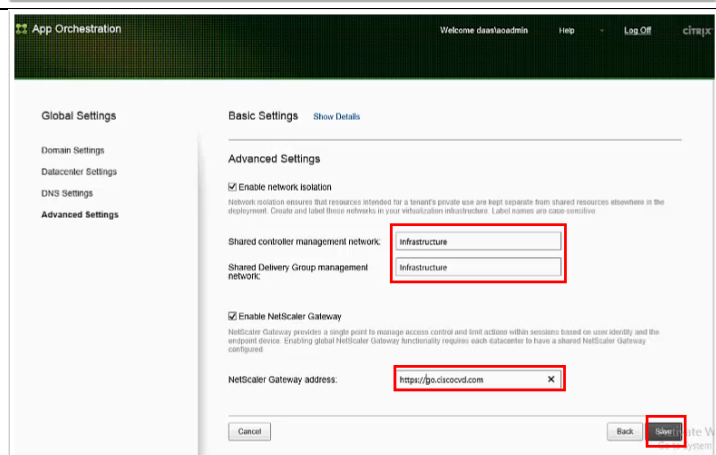 App Orchestration
Welcome daas\aoadmin Help Log Off CİTRIX
Global Settings
Domain Settings
Datacenter Settings
DNS Settings
Advanced Settings
Basic Settings Show Details
Advanced Settings
Enable network isolation
Network isolation ensures that resources intended for a tenant's private use are kept separate from shared resources elsewhere in the
deployment. Create and label these networks in your virtualization infrastructure. Label names are case-sensitive
Shared controller management network:
Infrastructure
Shared Delivery Group management
network:
Infrastructure
Enable NetScaler Gateway
NetScaler Gateway provides a single point to manage access control and limit actions within sessions based on user identity and the
endpoint device. Enabling global NetScaler Gateway functionality requires each datacenter to have a shared NetScaler Gateway
configured
NetScaler Gateway address:
https://go.ciscocvd.com
Cancel Back Save